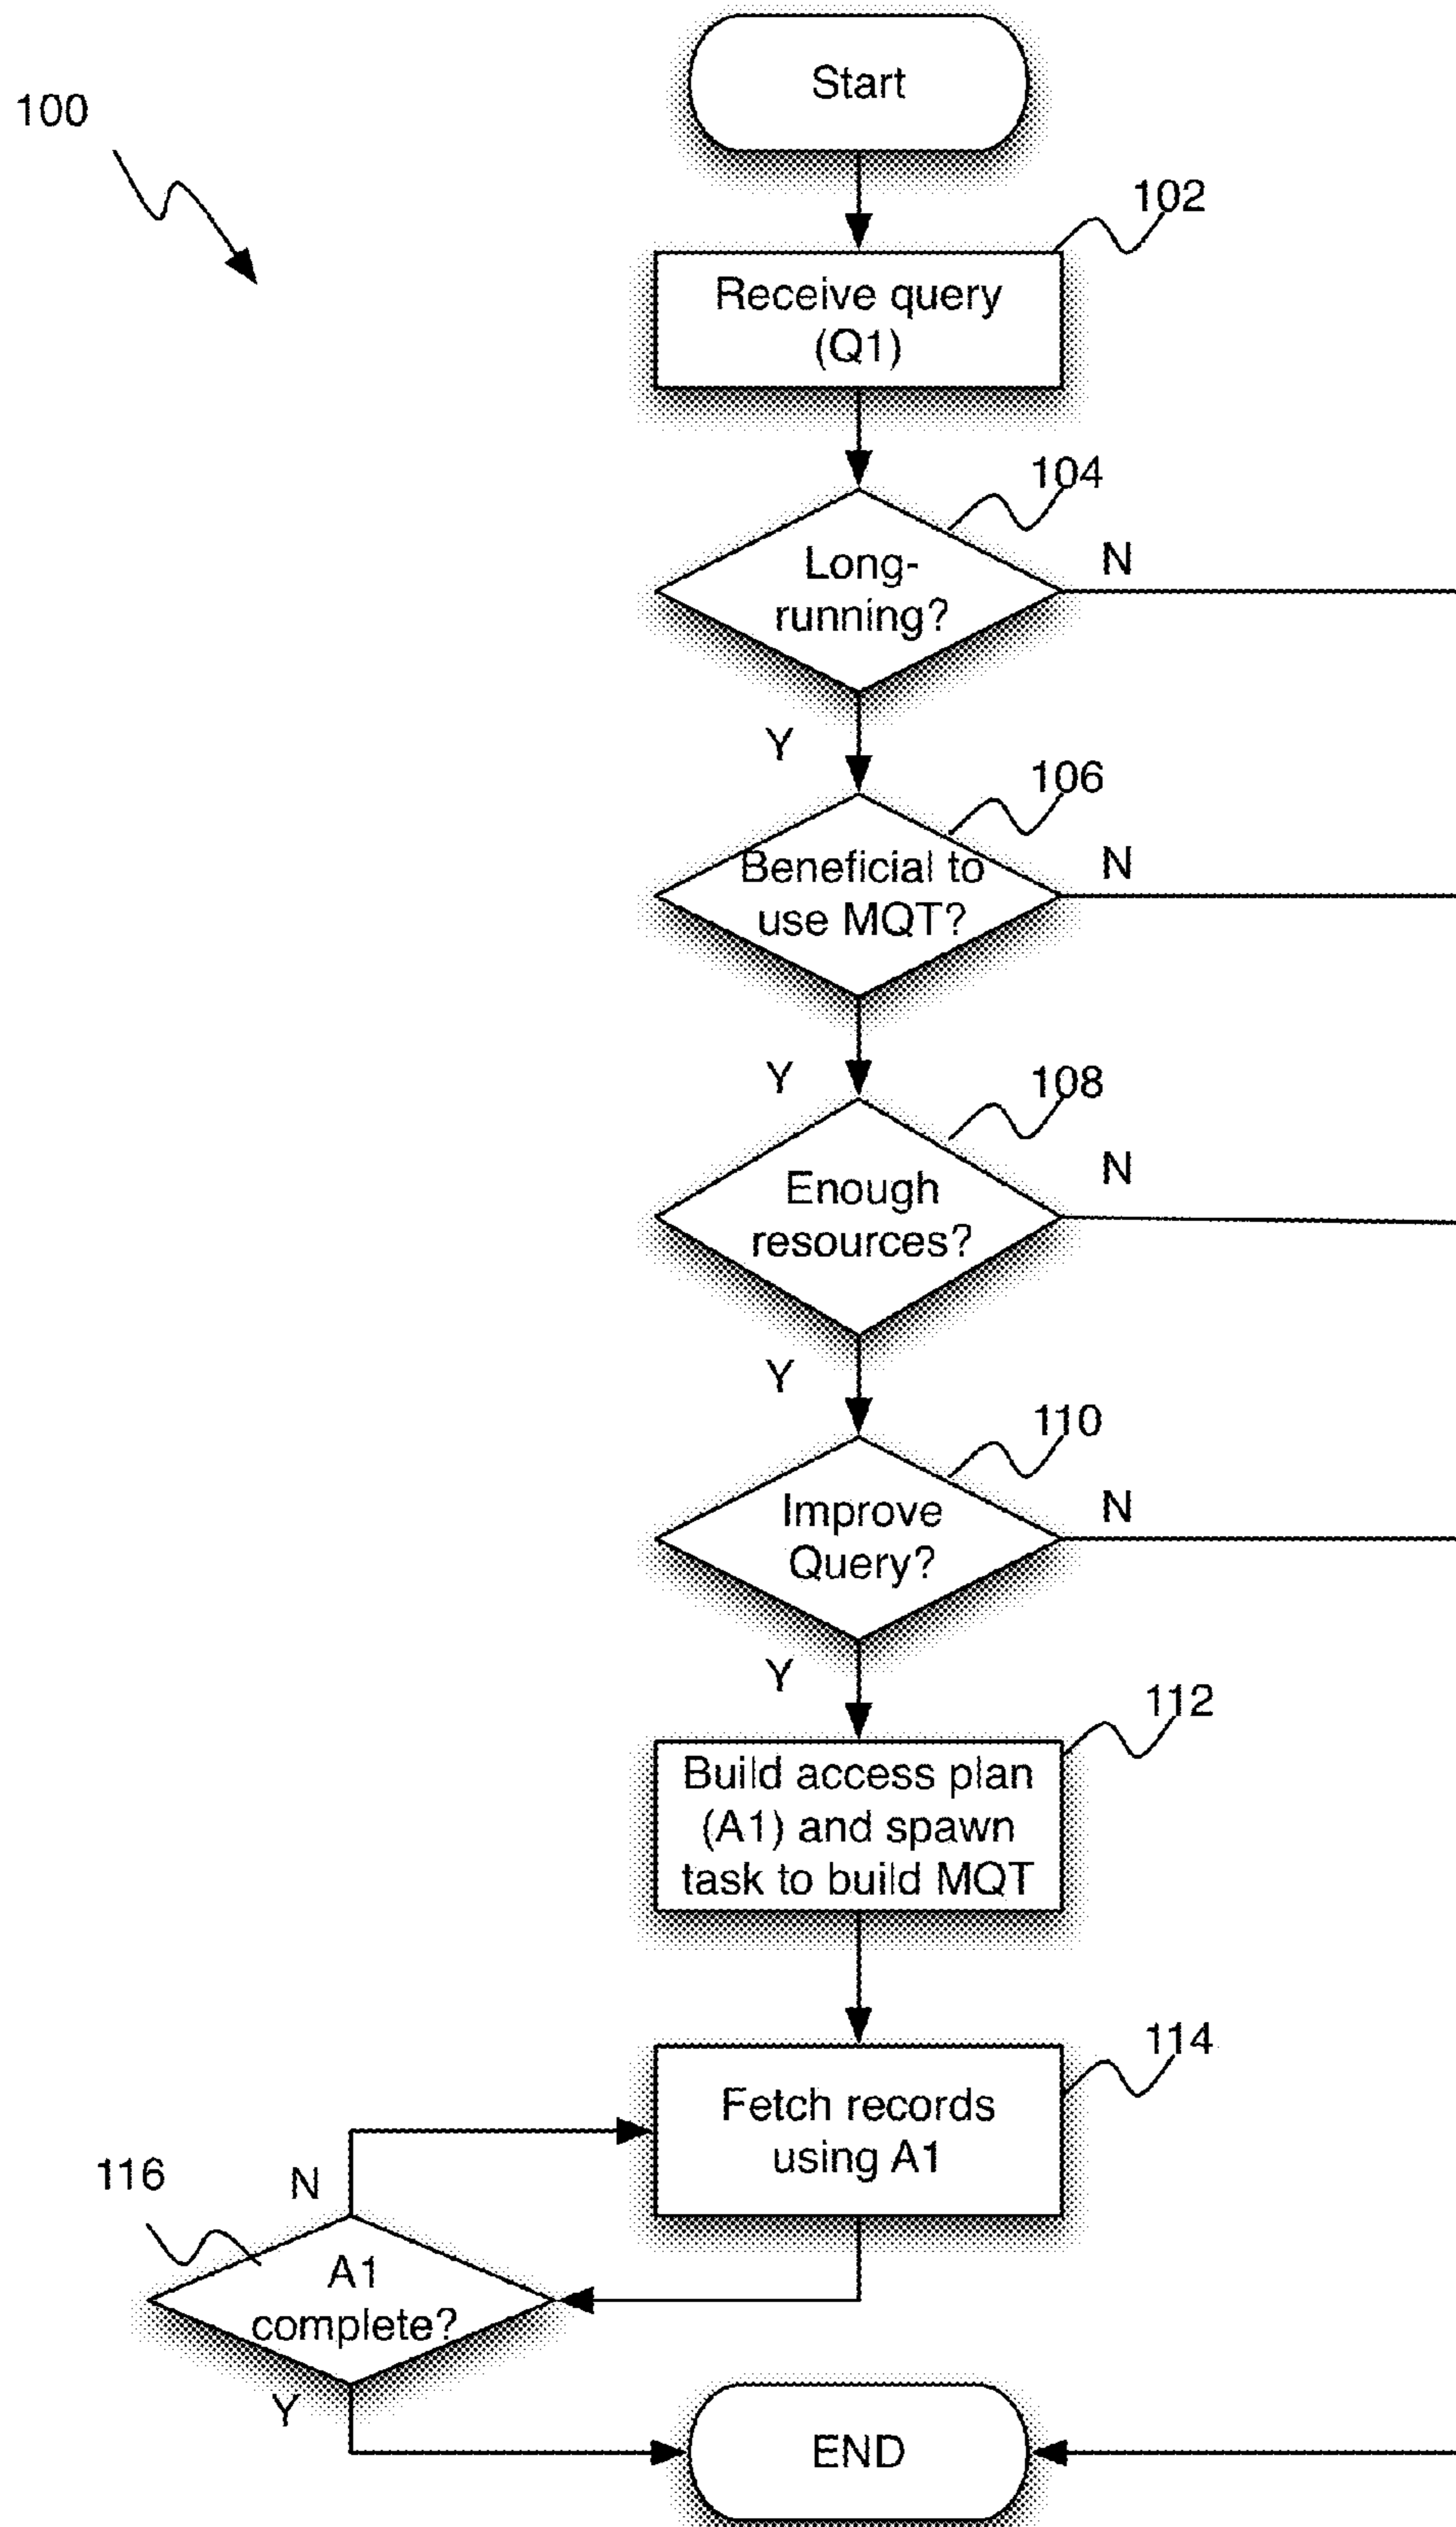 Start
100
102
Receive query
(Q1)
104
Long-
running?
N
Y
106
Beneficial to
use MQT?
N
Y
108
Enough
resources?
N
Y
110
Improve
Query?
N
Y
112
Build access plan
(A1) and spawn
task to build MQT
114
Fetch records
using A1
116
N
A1
complete?
Y
END